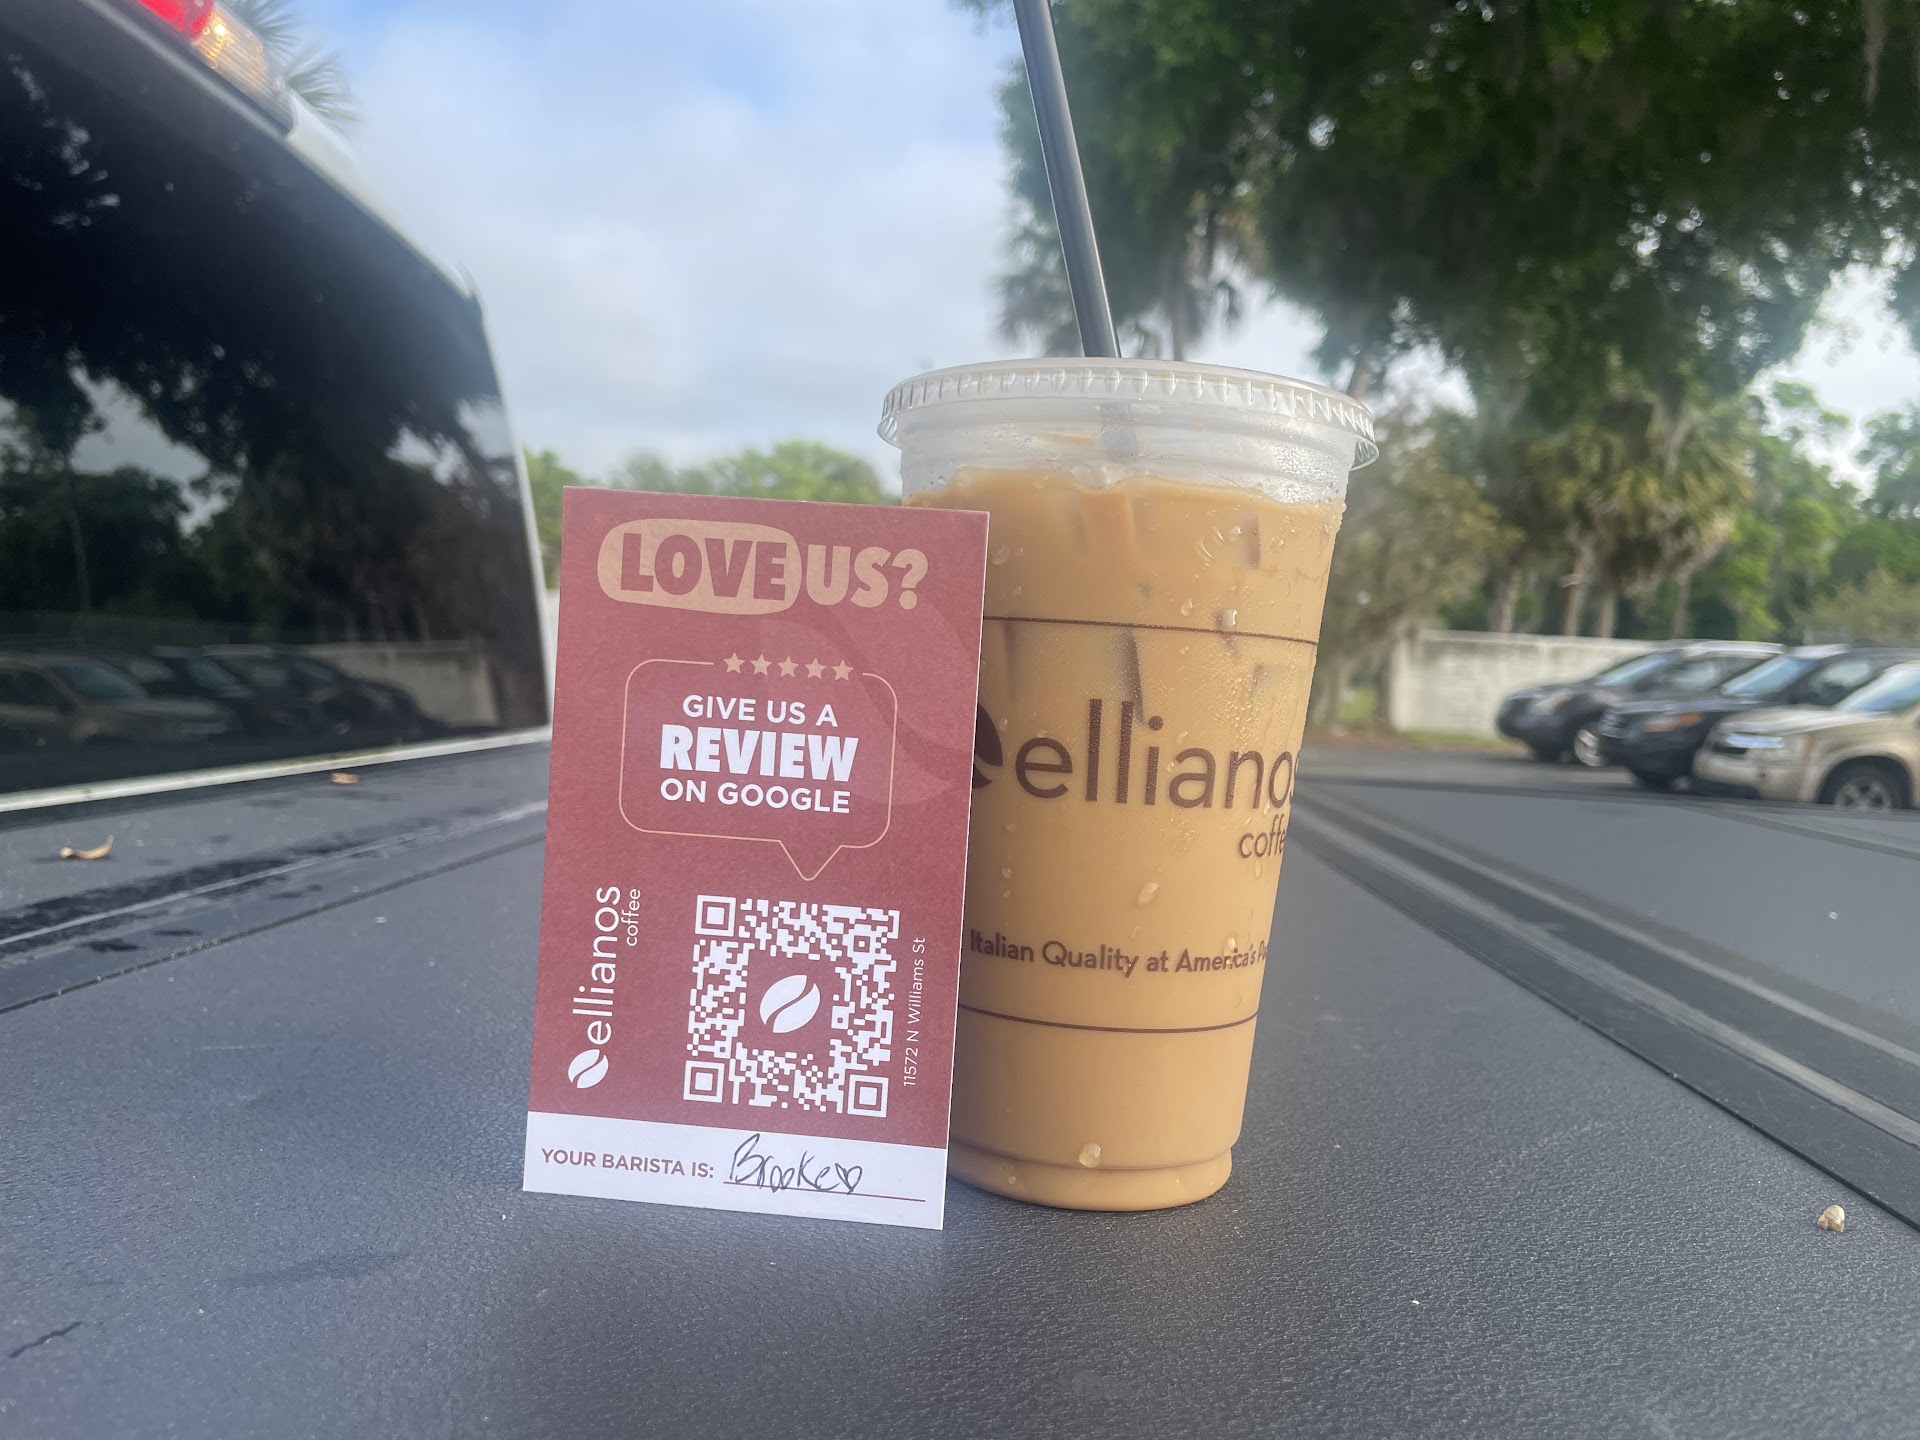 LOVE US?
GIVE US A
REVIEW
ON GOOGLE
ellianos
coffee
11572 N Williams St
YOUR BARISTA IS: Brooke♡
ellianos
coffee
Italian Quality at America's